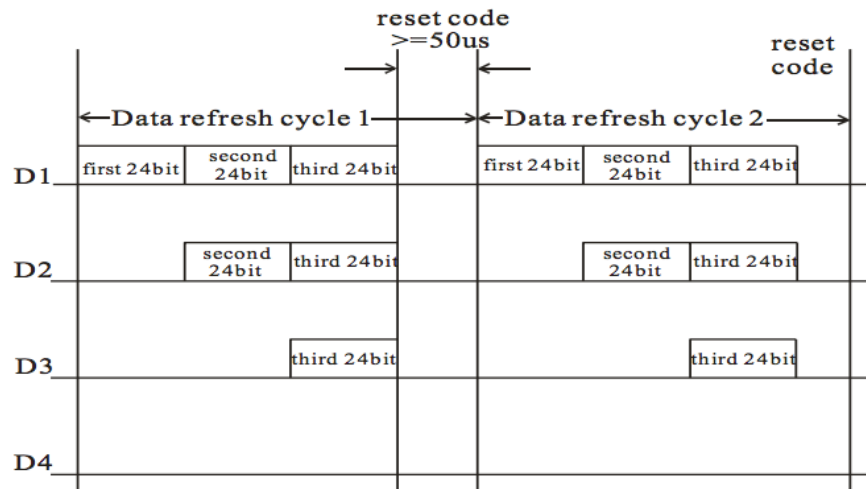 reset code
>=50us
reset
code
Data refresh cycle 1
Data refresh cycle 2
D1
first 24bit
second
24bit
third 24bit
first 24bit
second
24bit
third 24bit
D2
second
24bit
third 24bit
second
24bit
third 24bit
D3
third 24bit
third 24bit
D4